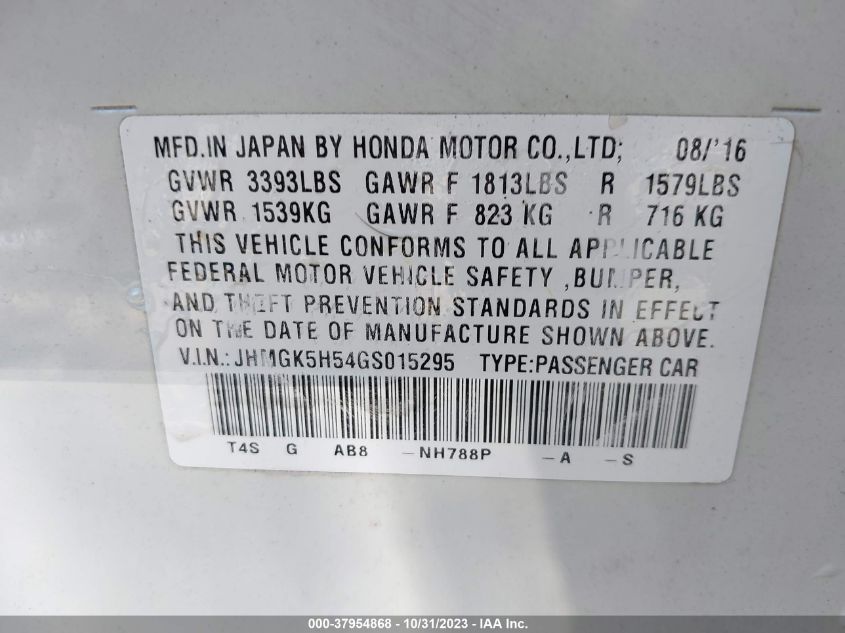 MFD.IN JAPAN BY HONDA MOTOR CO.,LTD; 08/'16
GVWR 3393LBS GAWR F 1813LBS R 1579LBS
GVWR 1539KG GAWR F 823 KG R 716 KG
THIS VEHICLE CONFORMS TO ALL APPLICABLE
FEDERAL MOTOR VEHICLE SAFETY ,BUMPER,
AND THEFT PREVENTION STANDARDS IN EFFECT
ON THE DATE OF MANUFACTURE SHOWN ABOVE.
V.I.N.: JHMGK5H54GS015295 TYPE:PASSENGER CAR
T4S G AB8 -NH788P -A -S
000-37954868 - 10/31/2023 - IAA Inc.